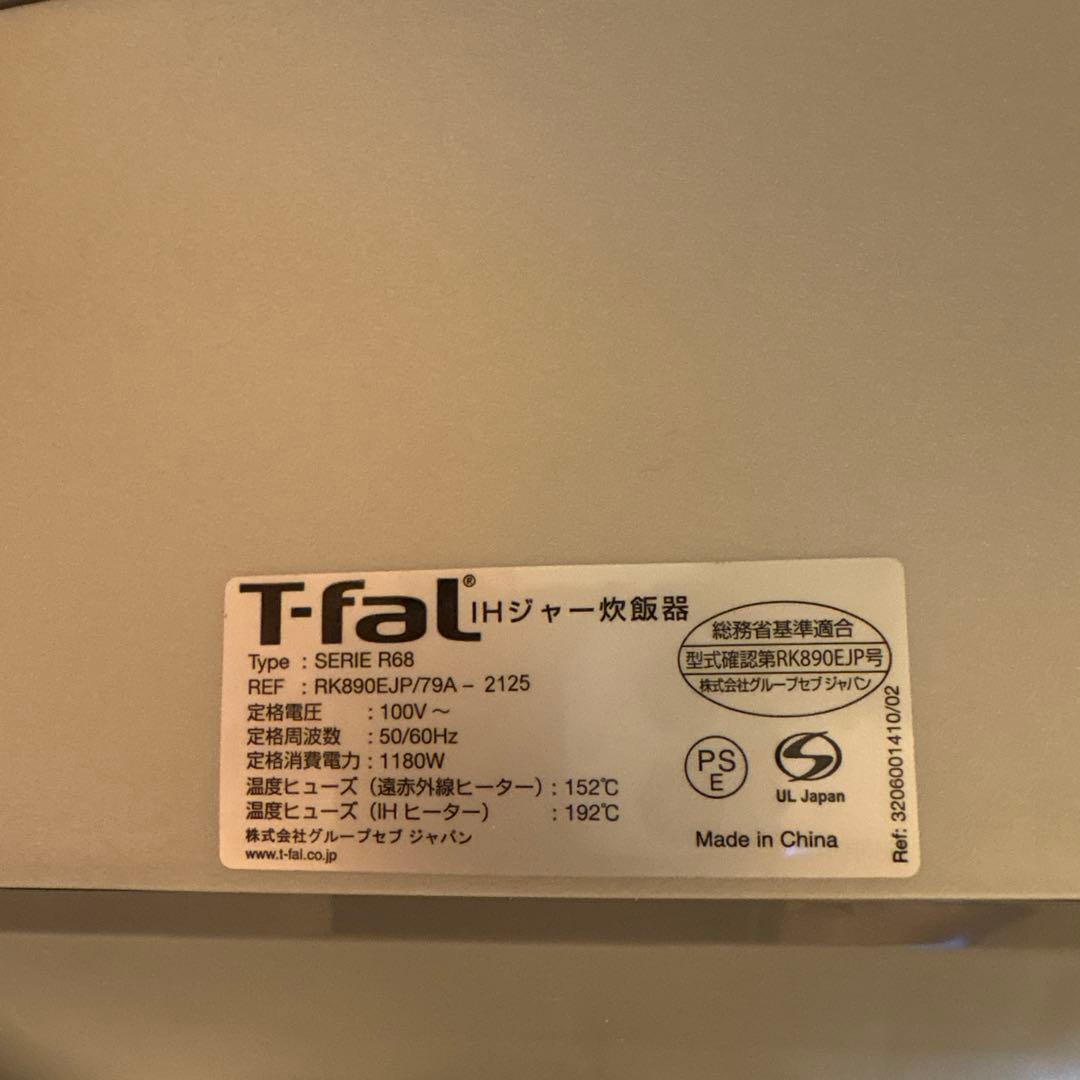 T-fal® IHジャー炊飯器
Type : SERIE R68
REF : RK890EJP/79A – 2125
定格電圧 : 100V～
定格周波数 : 50/60Hz
定格消費電力 : 1180W
温度ヒューズ（遠赤外線ヒーター）: 152℃
温度ヒューズ（IHヒーター） : 192℃
株式会社グループセブ ジャパン
www.t-fal.co.jp
総務省基準適合
型式確認第RK890EJP号
株式会社グループセブ ジャパン
PS
E
S
UL Japan
Made in China
Ref: 3206001410/02